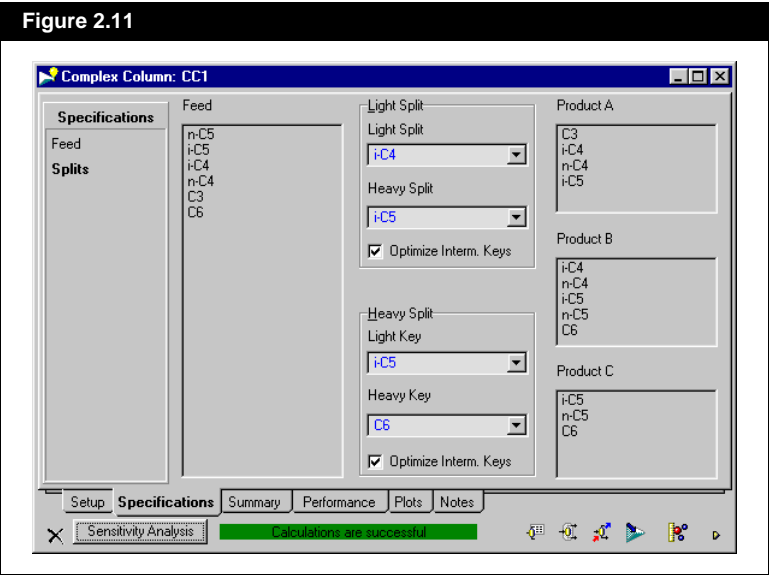 Figure 2.11
Complex Column: CC1
Specifications
Feed
Splits
Feed
n-C5
i-C5
i-C4
n-C4
C3
C6
Light Split
Light Split
i-C4
Heavy Split
i-C5
Optimize Interm. Keys
Heavy Split
Light Key
i-C5
Heavy Key
C6
Optimize Interm. Keys
Product A
C3
i-C4
n-C4
i-C5
Product B
i-C4
n-C4
i-C5
n-C5
C6
Product C
i-C5
n-C5
C6
Setup Specifications Summary Performance Plots Notes
Sensitivity Analysis Calculations are successful